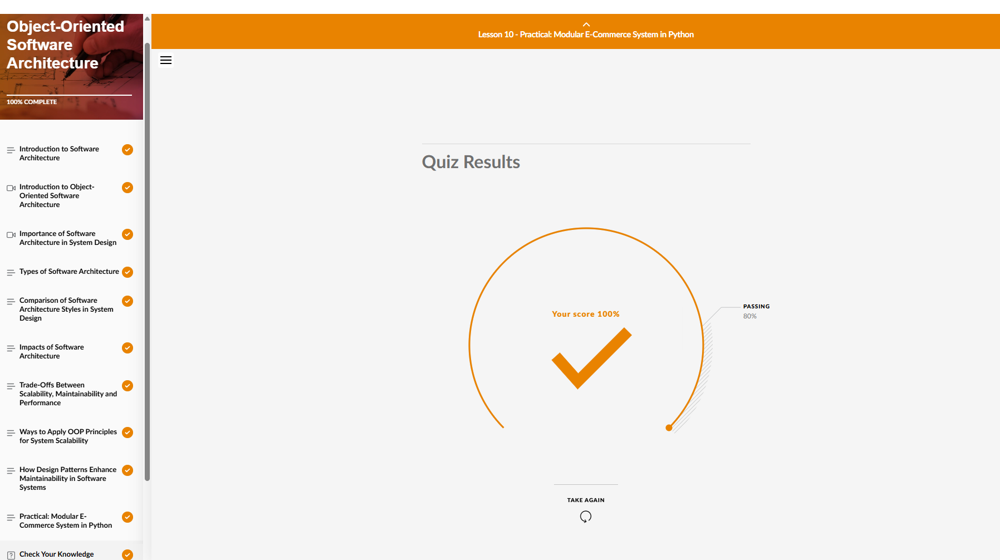 Object-Oriented
Software
Architecture
100% COMPLETE
Introduction to Software
Architecture
Introduction to Object-
Oriented Software
Architecture
Importance of Software
Architecture in System Design
Types of Software Architecture
Comparison of Software
Architecture Styles in System
Design
Impacts of Software
Architecture
Trade-Offs Between
Scalability, Maintainability and
Performance
Ways to Apply OOP Principles
for System Scalability
How Design Patterns Enhance
Maintainability in Software
Systems
Practical: Modular E-
Commerce System in Python
Check Your Knowledge
Lesson 10 - Practical: Modular E-Commerce System in Python
Quiz Results
Your score 100%
PASSING
80%
TAKE AGAIN